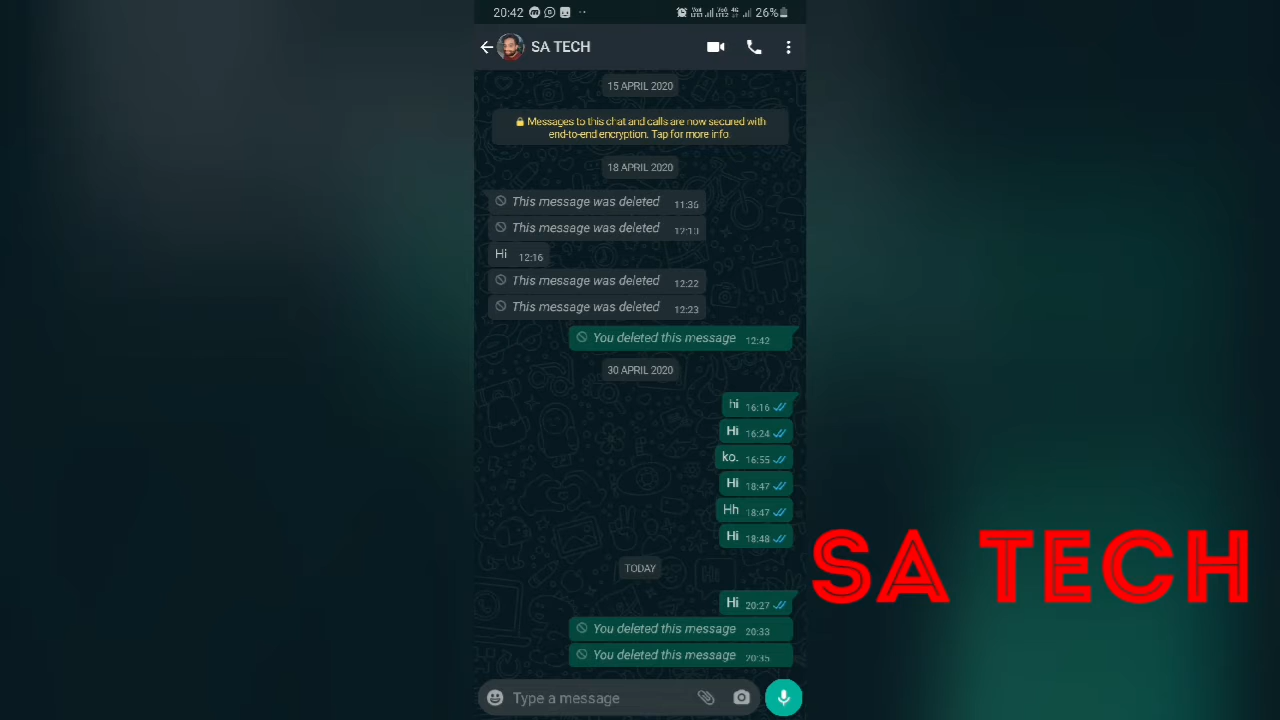 20:42
26%
SA TECH
15 APRIL 2020
Messages to this chat and calls are now secured with
end-to-end encryption. Tap for more info.
18 APRIL 2020
This message was deleted 11:36
This message was deleted 12:10
Hi 12:16
This message was deleted 12:22
This message was deleted 12:23
You deleted this message 12:42
30 APRIL 2020
hi 16:16
Hi 16:24
ko. 16:55
Hi 18:47
Hh 18:47
Hi 18:48
TODAY
Hi 20:27
You deleted this message 20:33
You deleted this message 20:35
Type a message
SA TECH